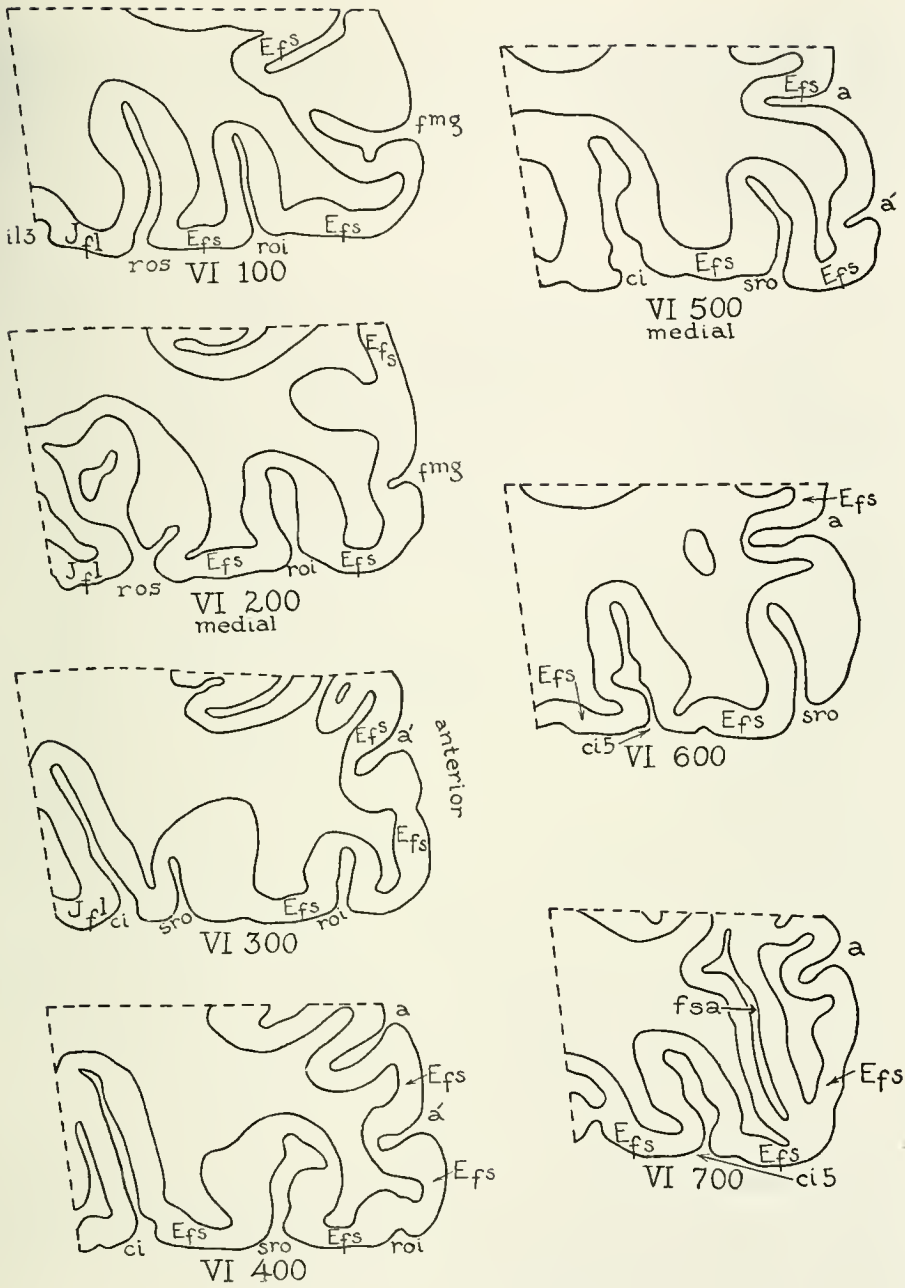 Efs
fmg
il3 Jfl Efs Efs
ros roi
VI 100
Efs
fmg
Jfl Efs Efs
ros roi
VI 200
medial
Efs a´
anterior
Efs
Jfl ci sro Efs roi
VI 300
a
Efs
a´
Efs
Efs Efs
ci sro roi
VI 400
Efs a
a´
ci Efs sro Efs
VI 500
medial
Efs
a
Efs Efs sro
ci5 VI 600
a
fsa
Efs
Efs Efs
VI 700 ci5